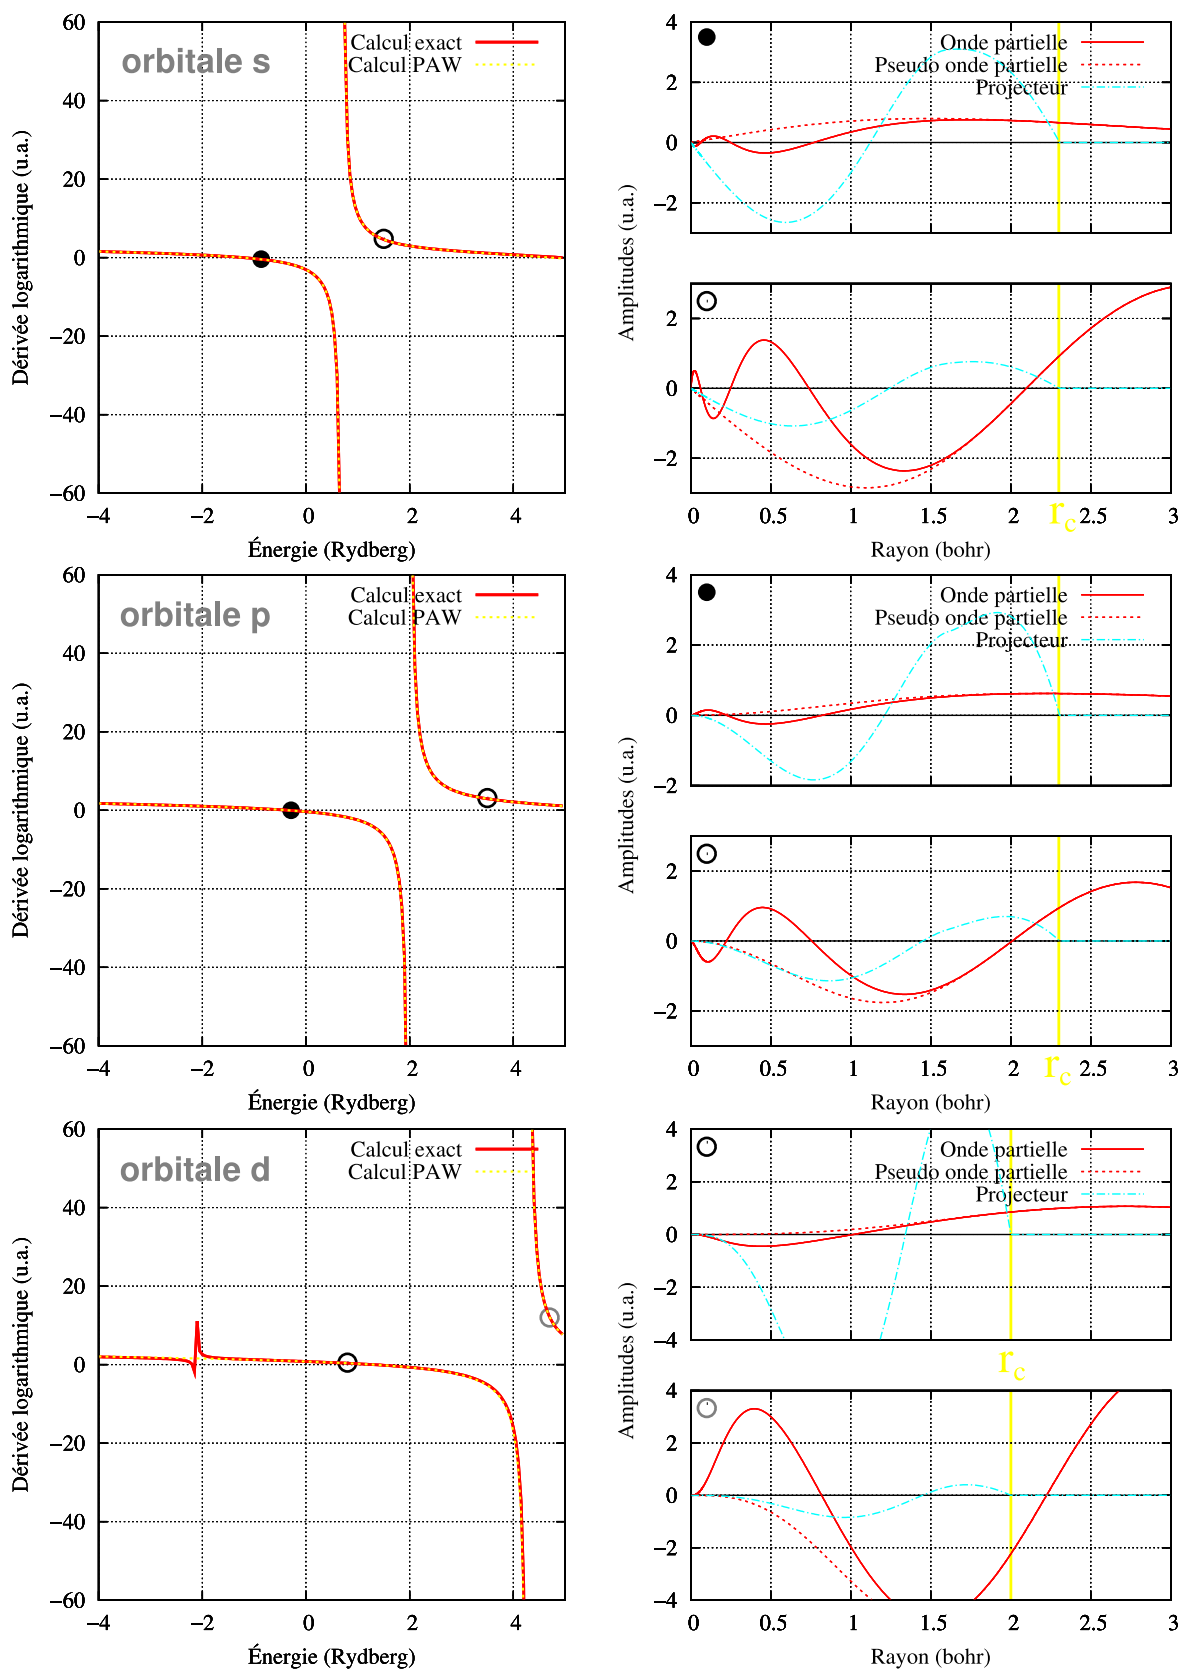 orbitale s
Calcul exact
Calcul PAW
Dérivée logarithmique (u.a.)
60
40
20
0
−20
−40
−60
−4
−2
0
2
4
Énergie (Rydberg)
Onde partielle
Pseudo onde partielle
Projecteur
4
2
0
−2
Amplitudes (u.a.)
2
0
−2
0
0.5
1
1.5
2
r_c
2.5
3
Rayon (bohr)
orbitale p
Calcul exact
Calcul PAW
Dérivée logarithmique (u.a.)
60
40
20
0
−20
−40
−60
−4
−2
0
2
4
Énergie (Rydberg)
Onde partielle
Pseudo onde partielle
Projecteur
4
2
0
−2
Amplitudes (u.a.)
2
0
−2
0
0.5
1
1.5
2
r_c
2.5
3
Rayon (bohr)
orbitale d
Calcul exact
Calcul PAW
Dérivée logarithmique (u.a.)
60
40
20
0
−20
−40
−60
−4
−2
0
2
4
Énergie (Rydberg)
Onde partielle
Pseudo onde partielle
Projecteur
4
2
0
−2
−4
r_c
Amplitudes (u.a.)
4
2
0
−2
−4
0
0.5
1
1.5
2
2.5
3
Rayon (bohr)